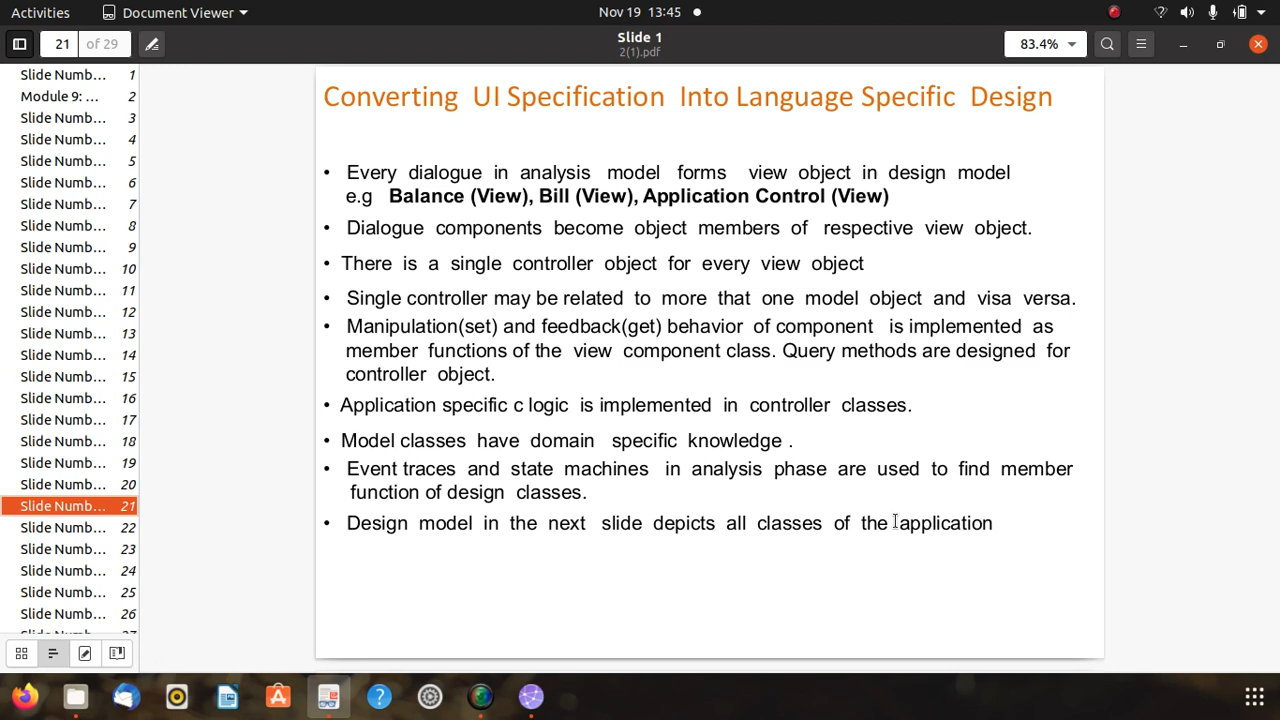 Activities Document Viewer Nov 19 13:45
21 of 29 Slide 1 83.4%
2(1).pdf
Slide Numb... 1
Module 9: ... 2
Slide Numb... 3
Slide Numb... 4
Slide Numb... 5
Slide Numb... 6
Slide Numb... 7
Slide Numb... 8
Slide Numb... 9
Slide Numb... 10
Slide Numb... 11
Slide Numb... 12
Slide Numb... 13
Slide Numb... 14
Slide Numb... 15
Slide Numb... 16
Slide Numb... 17
Slide Numb... 18
Slide Numb... 19
Slide Numb... 20
Slide Numb... 21
Slide Numb... 22
Slide Numb... 23
Slide Numb... 24
Slide Numb... 25
Slide Numb... 26
Converting UI Specification Into Language Specific Design
• Every dialogue in analysis model forms view object in design model
e.g Balance (View), Bill (View), Application Control (View)
• Dialogue components become object members of respective view object.
• There is a single controller object for every view object
• Single controller may be related to more that one model object and visa versa.
• Manipulation(set) and feedback(get) behavior of component is implemented as
member functions of the view component class. Query methods are designed for
controller object.
• Application specific c logic is implemented in controller classes.
• Model classes have domain specific knowledge .
• Event traces and state machines in analysis phase are used to find member
function of design classes.
• Design model in the next slide depicts all classes of the application